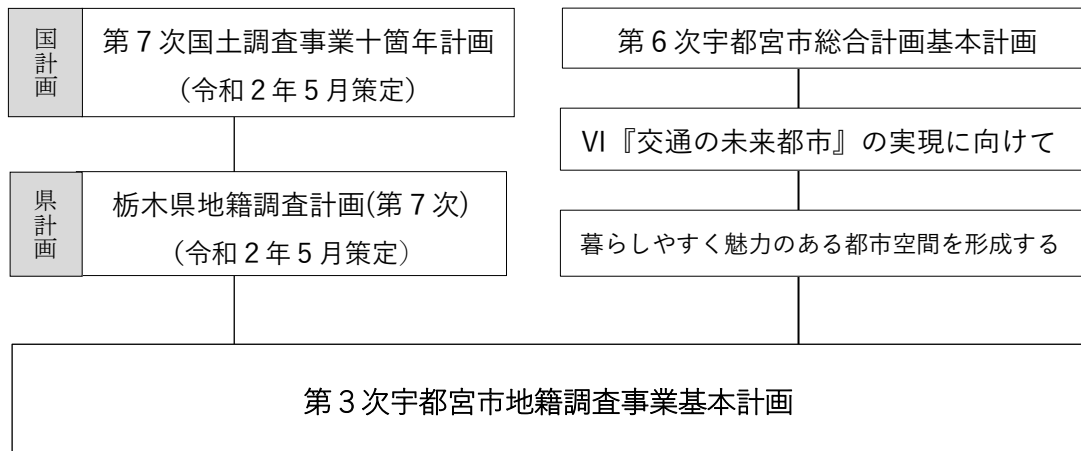 国計画
第7次国土調査事業十箇年計画
(令和2年5月策定)
県計画
栃木県地籍調査計画(第7次)
(令和2年5月策定)
第6次宇都宮市総合計画基本計画
Ⅵ『交通の未来都市』の実現に向けて
暮らしやすく魅力のある都市空間を形成する
第3次宇都宮市地籍調査事業基本計画